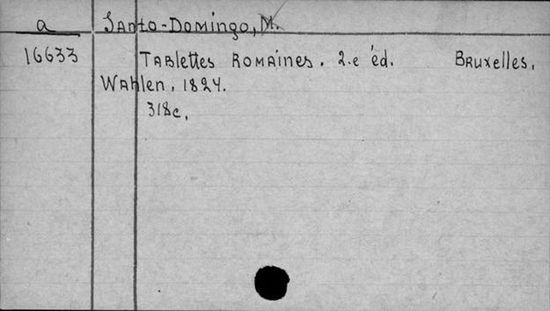 a Santo-Domingo, M.
16633 Tablettes Romaines. 2.e éd. Bruxelles,
Wahlen, 1824.
318c.